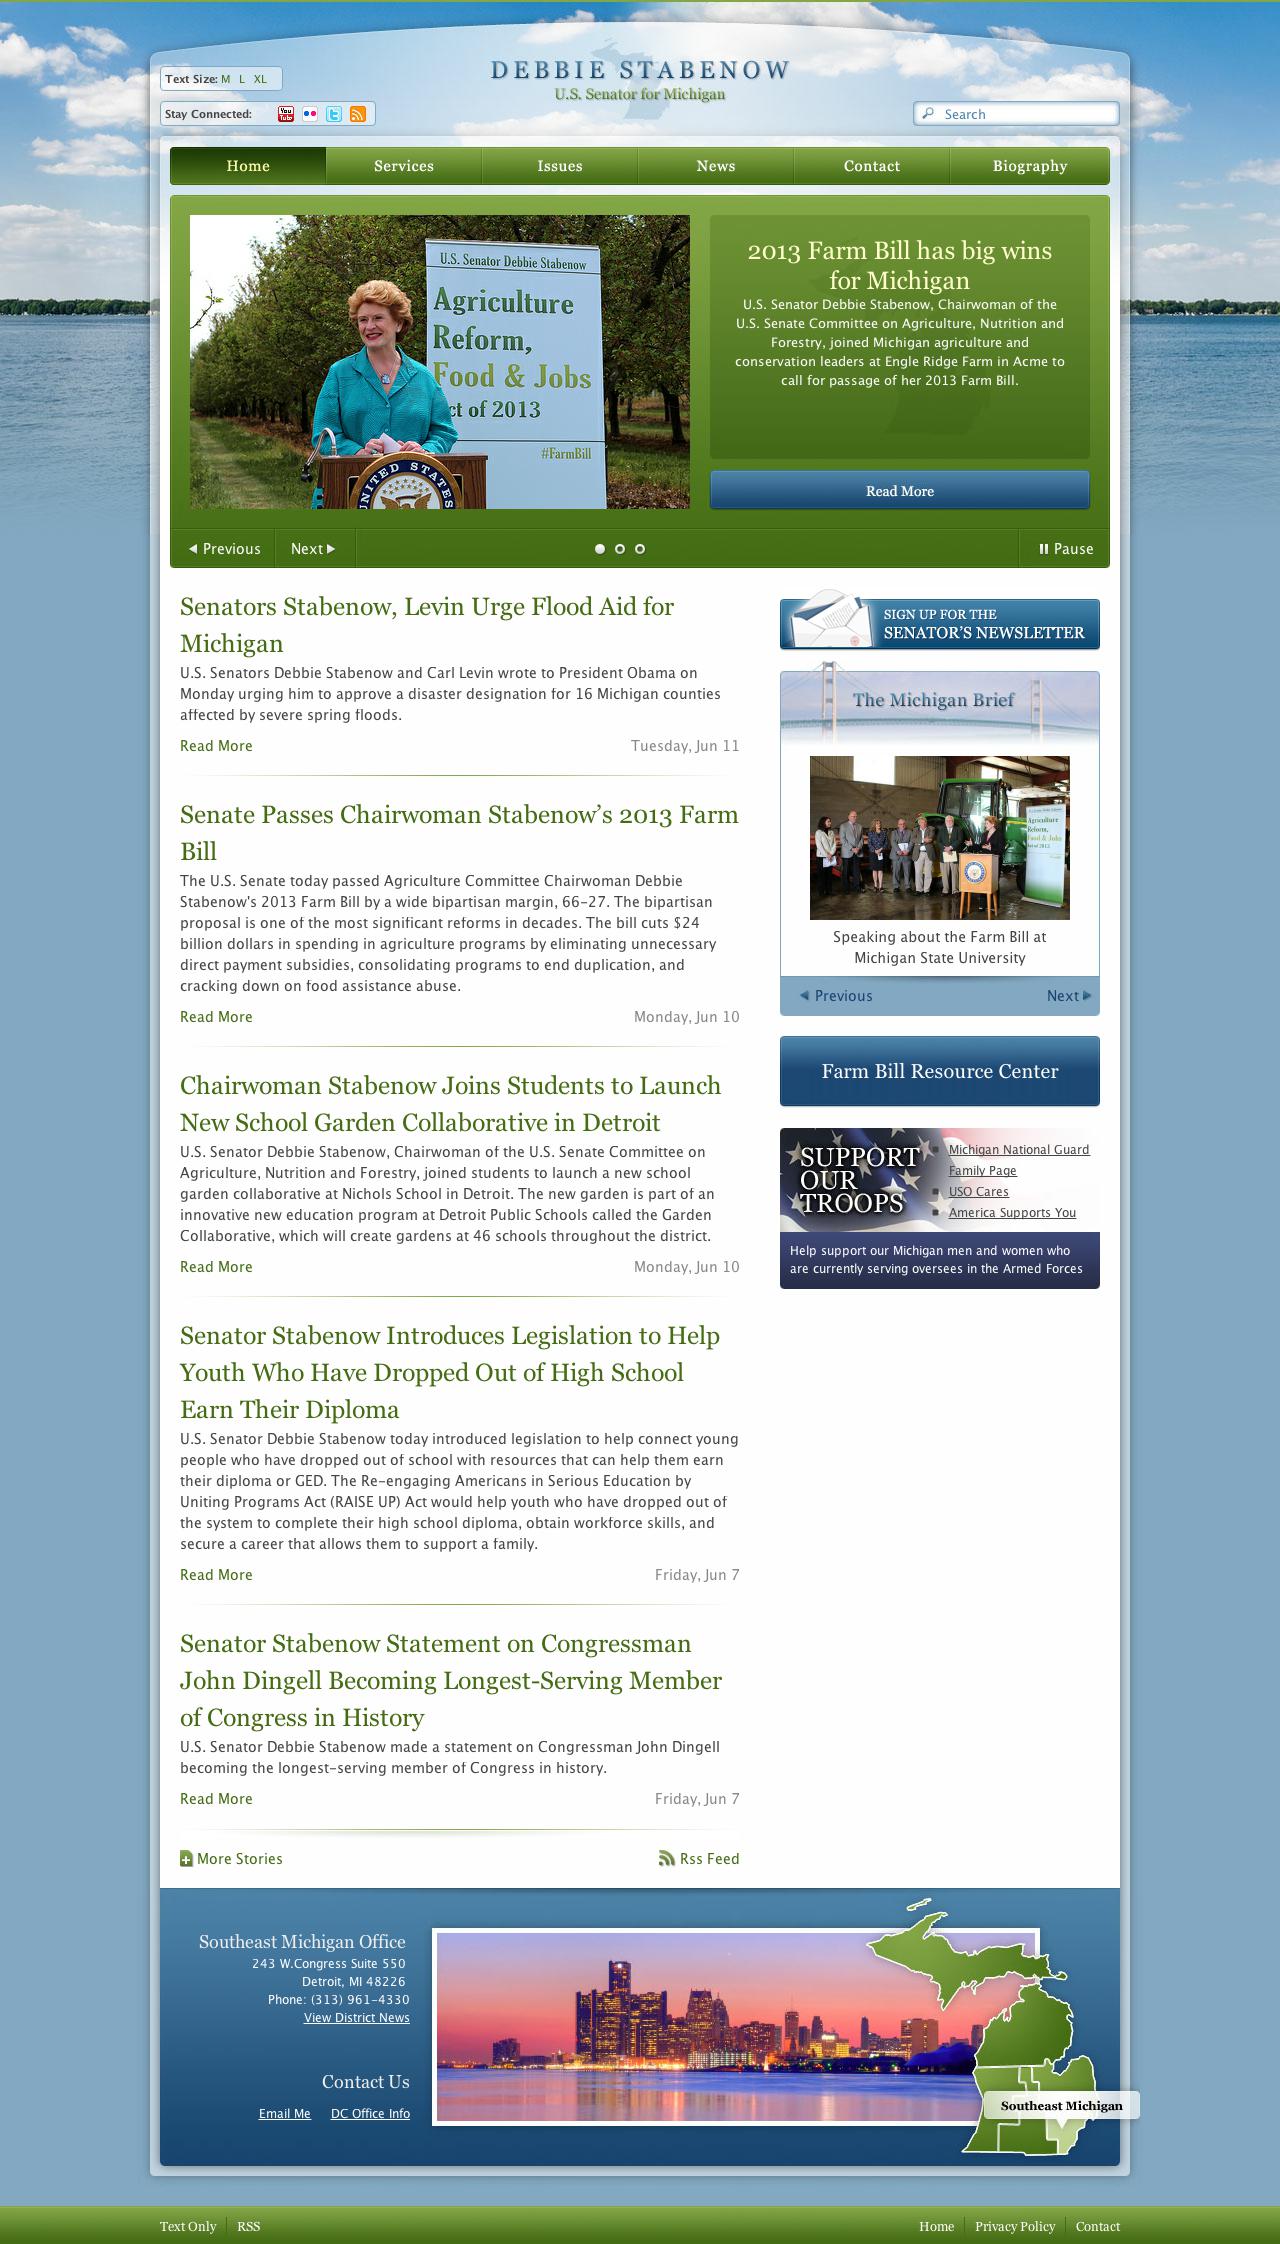 DEBBIE STABENOW
U.S. Senator for Michigan
Text Size: M L XL
Stay Connected:
You Tube
Search
Home Services Issues News Contact Biography
U.S. Senator Debbie Stabenow
Agriculture
Reform,
Food & Jobs
ct of 2013
#FarmBill
UNITED STATES
2013 Farm Bill has big wins
for Michigan
U.S. Senator Debbie Stabenow, Chairwoman of the
U.S. Senate Committee on Agriculture, Nutrition and
Forestry, joined Michigan agriculture and
conservation leaders at Engle Ridge Farm in Acme to
call for passage of her 2013 Farm Bill.
Read More
Previous Next Pause
Senators Stabenow, Levin Urge Flood Aid for
Michigan
U.S. Senators Debbie Stabenow and Carl Levin wrote to President Obama on
Monday urging him to approve a disaster designation for 16 Michigan counties
affected by severe spring floods.
Read More Tuesday, Jun 11
Senate Passes Chairwoman Stabenow’s 2013 Farm
Bill
The U.S. Senate today passed Agriculture Committee Chairwoman Debbie
Stabenow's 2013 Farm Bill by a wide bipartisan margin, 66-27. The bipartisan
proposal is one of the most significant reforms in decades. The bill cuts $24
billion dollars in spending in agriculture programs by eliminating unnecessary
direct payment subsidies, consolidating programs to end duplication, and
cracking down on food assistance abuse.
Read More Monday, Jun 10
Chairwoman Stabenow Joins Students to Launch
New School Garden Collaborative in Detroit
U.S. Senator Debbie Stabenow, Chairwoman of the U.S. Senate Committee on
Agriculture, Nutrition and Forestry, joined students to launch a new school
garden collaborative at Nichols School in Detroit. The new garden is part of an
innovative new education program at Detroit Public Schools called the Garden
Collaborative, which will create gardens at 46 schools throughout the district.
Read More Monday, Jun 10
Senator Stabenow Introduces Legislation to Help
Youth Who Have Dropped Out of High School
Earn Their Diploma
U.S. Senator Debbie Stabenow today introduced legislation to help connect young
people who have dropped out of school with resources that can help them earn
their diploma or GED. The Re-engaging Americans in Serious Education by
Uniting Programs Act (RAISE UP) Act would help youth who have dropped out of
the system to complete their high school diploma, obtain workforce skills, and
secure a career that allows them to support a family.
Read More Friday, Jun 7
Senator Stabenow Statement on Congressman
John Dingell Becoming Longest-Serving Member
of Congress in History
U.S. Senator Debbie Stabenow made a statement on Congressman John Dingell
becoming the longest-serving member of Congress in history.
Read More Friday, Jun 7
More Stories Rss Feed
SIGN UP FOR THE
SENATOR'S NEWSLETTER
The Michigan Brief
Agriculture
Reform,
Food & Jobs
Act of 2013
Speaking about the Farm Bill at
Michigan State University
Previous Next
Farm Bill Resource Center
SUPPORT
OUR
TROOPS
Michigan National Guard
Family Page
USO Cares
America Supports You
Help support our Michigan men and women who
are currently serving oversees in the Armed Forces
Southeast Michigan Office
243 W.Congress Suite 550
Detroit, MI 48226
Phone: (313) 961-4330
View District News
Contact Us
Email Me DC Office Info
Southeast Michigan
Text Only RSS Home Privacy Policy Contact